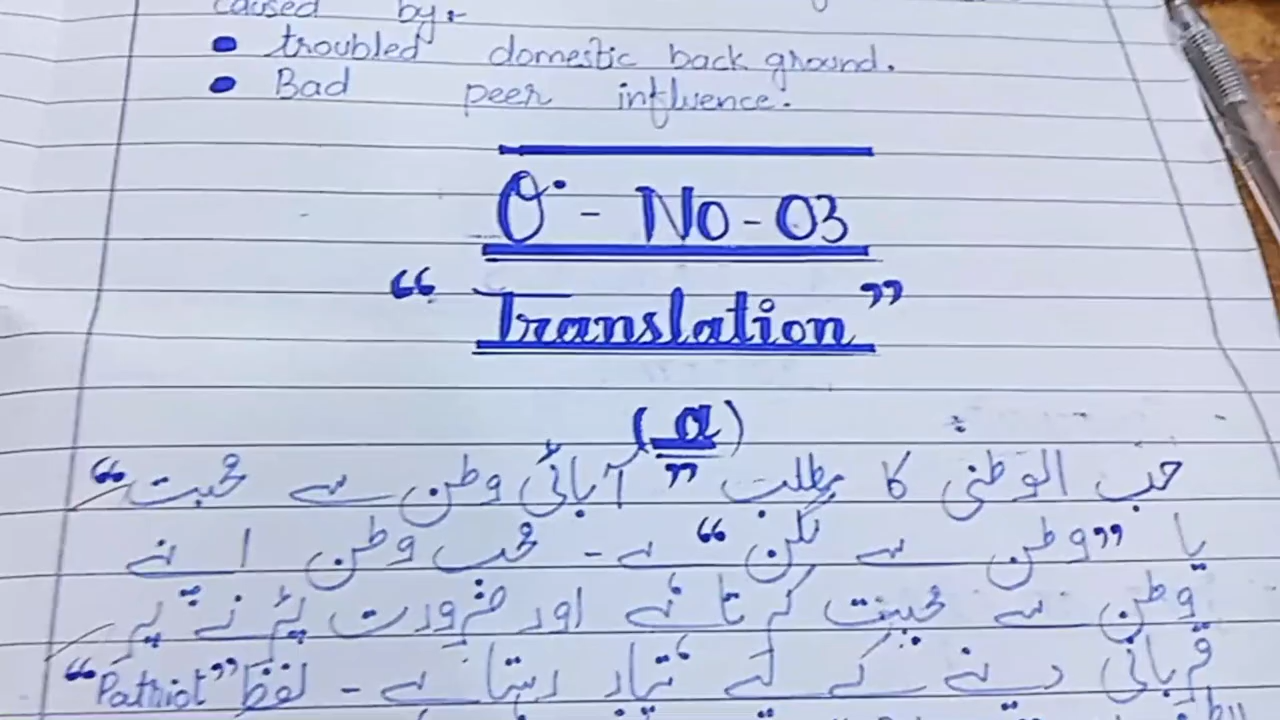 caused by:-
• troubled domestic back ground.
• Bad peer influence.
Q. - No - 03
“ Translation ”
(a)
حب الوطنی کا مطلب ” آبائی وطن سے محبت “
یا ” وطن سے لگن “ ہے ـ محب وطن اپنے
وطن سے محبت کرتا ہے اور ضرورت پڑنے پر
قربانی دینے کے لئے تیار رہتا ہے ـ لفظ ”Patriot“